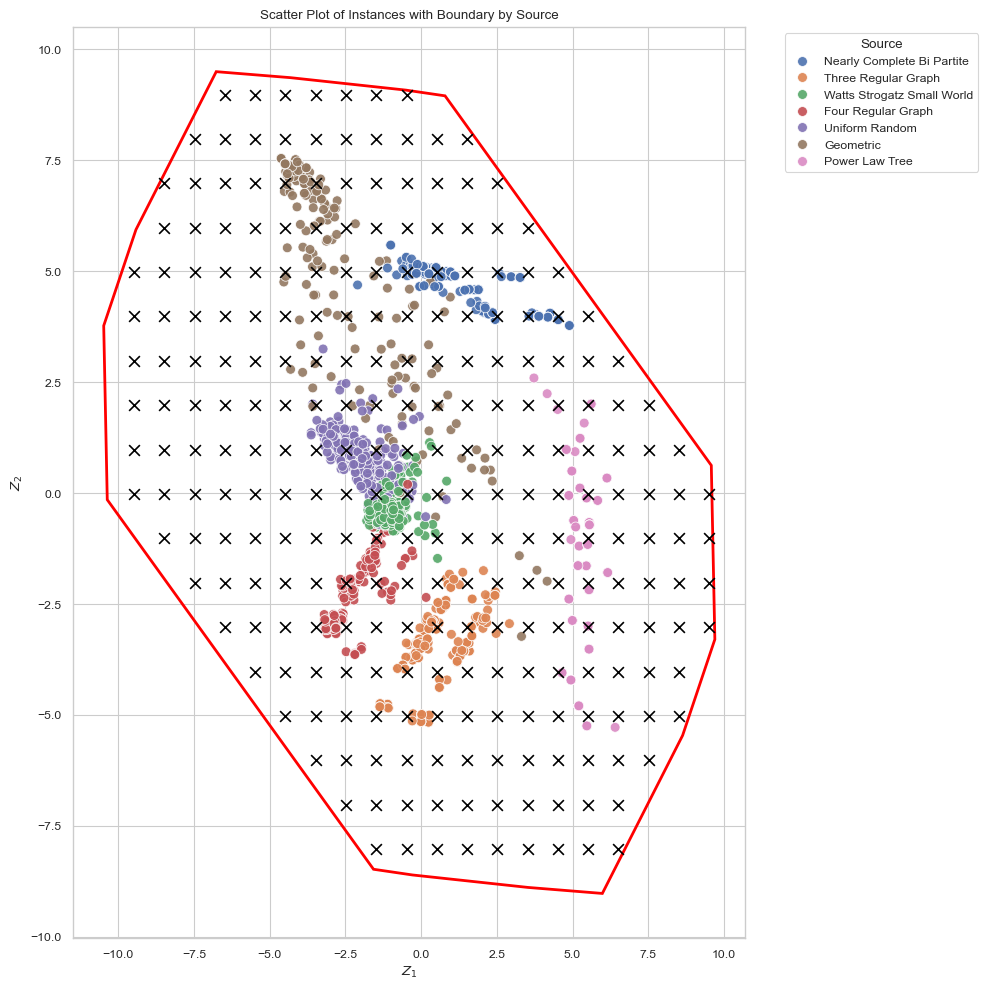 Scatter Plot of Instances with Boundary by Source
Source
Nearly Complete Bi Partite
Three Regular Graph
Watts Strogatz Small World
Four Regular Graph
Uniform Random
Geometric
Power Law Tree
10.0
7.5
5.0
2.5
0.0
−2.5
−5.0
−7.5
−10.0
Z₂
−10.0 −7.5 −5.0 −2.5 0.0 2.5 5.0 7.5 10.0
Z₁